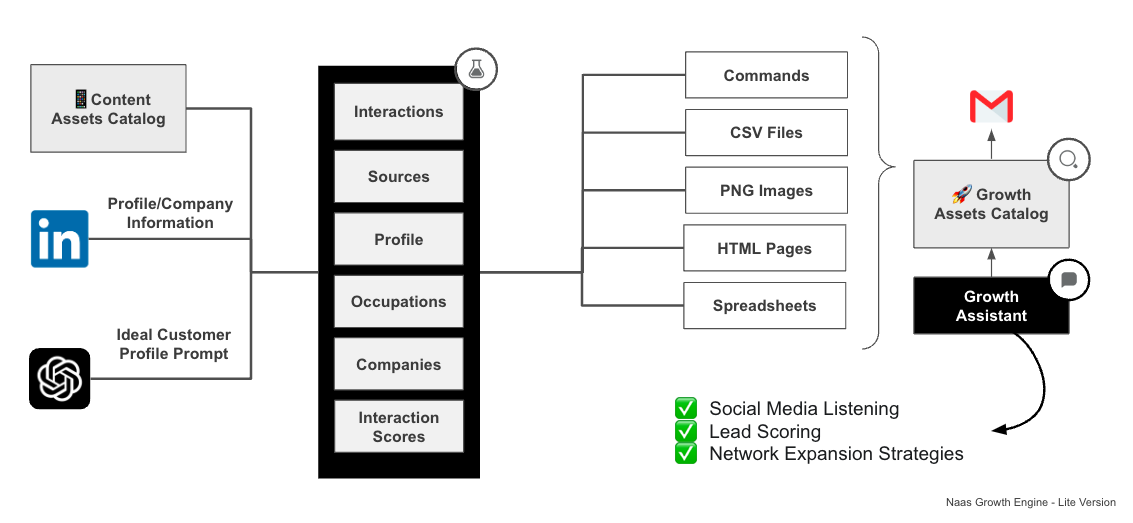 Content
Assets Catalog
in
Profile/Company
Information
Ideal Customer
Profile Prompt
Interactions
Sources
Profile
Occupations
Companies
Interaction
Scores
Commands
CSV Files
PNG Images
HTML Pages
Spreadsheets
Growth
Assets Catalog
Growth
Assistant
Social Media Listening
Lead Scoring
Network Expansion Strategies
Naas Growth Engine - Lite Version